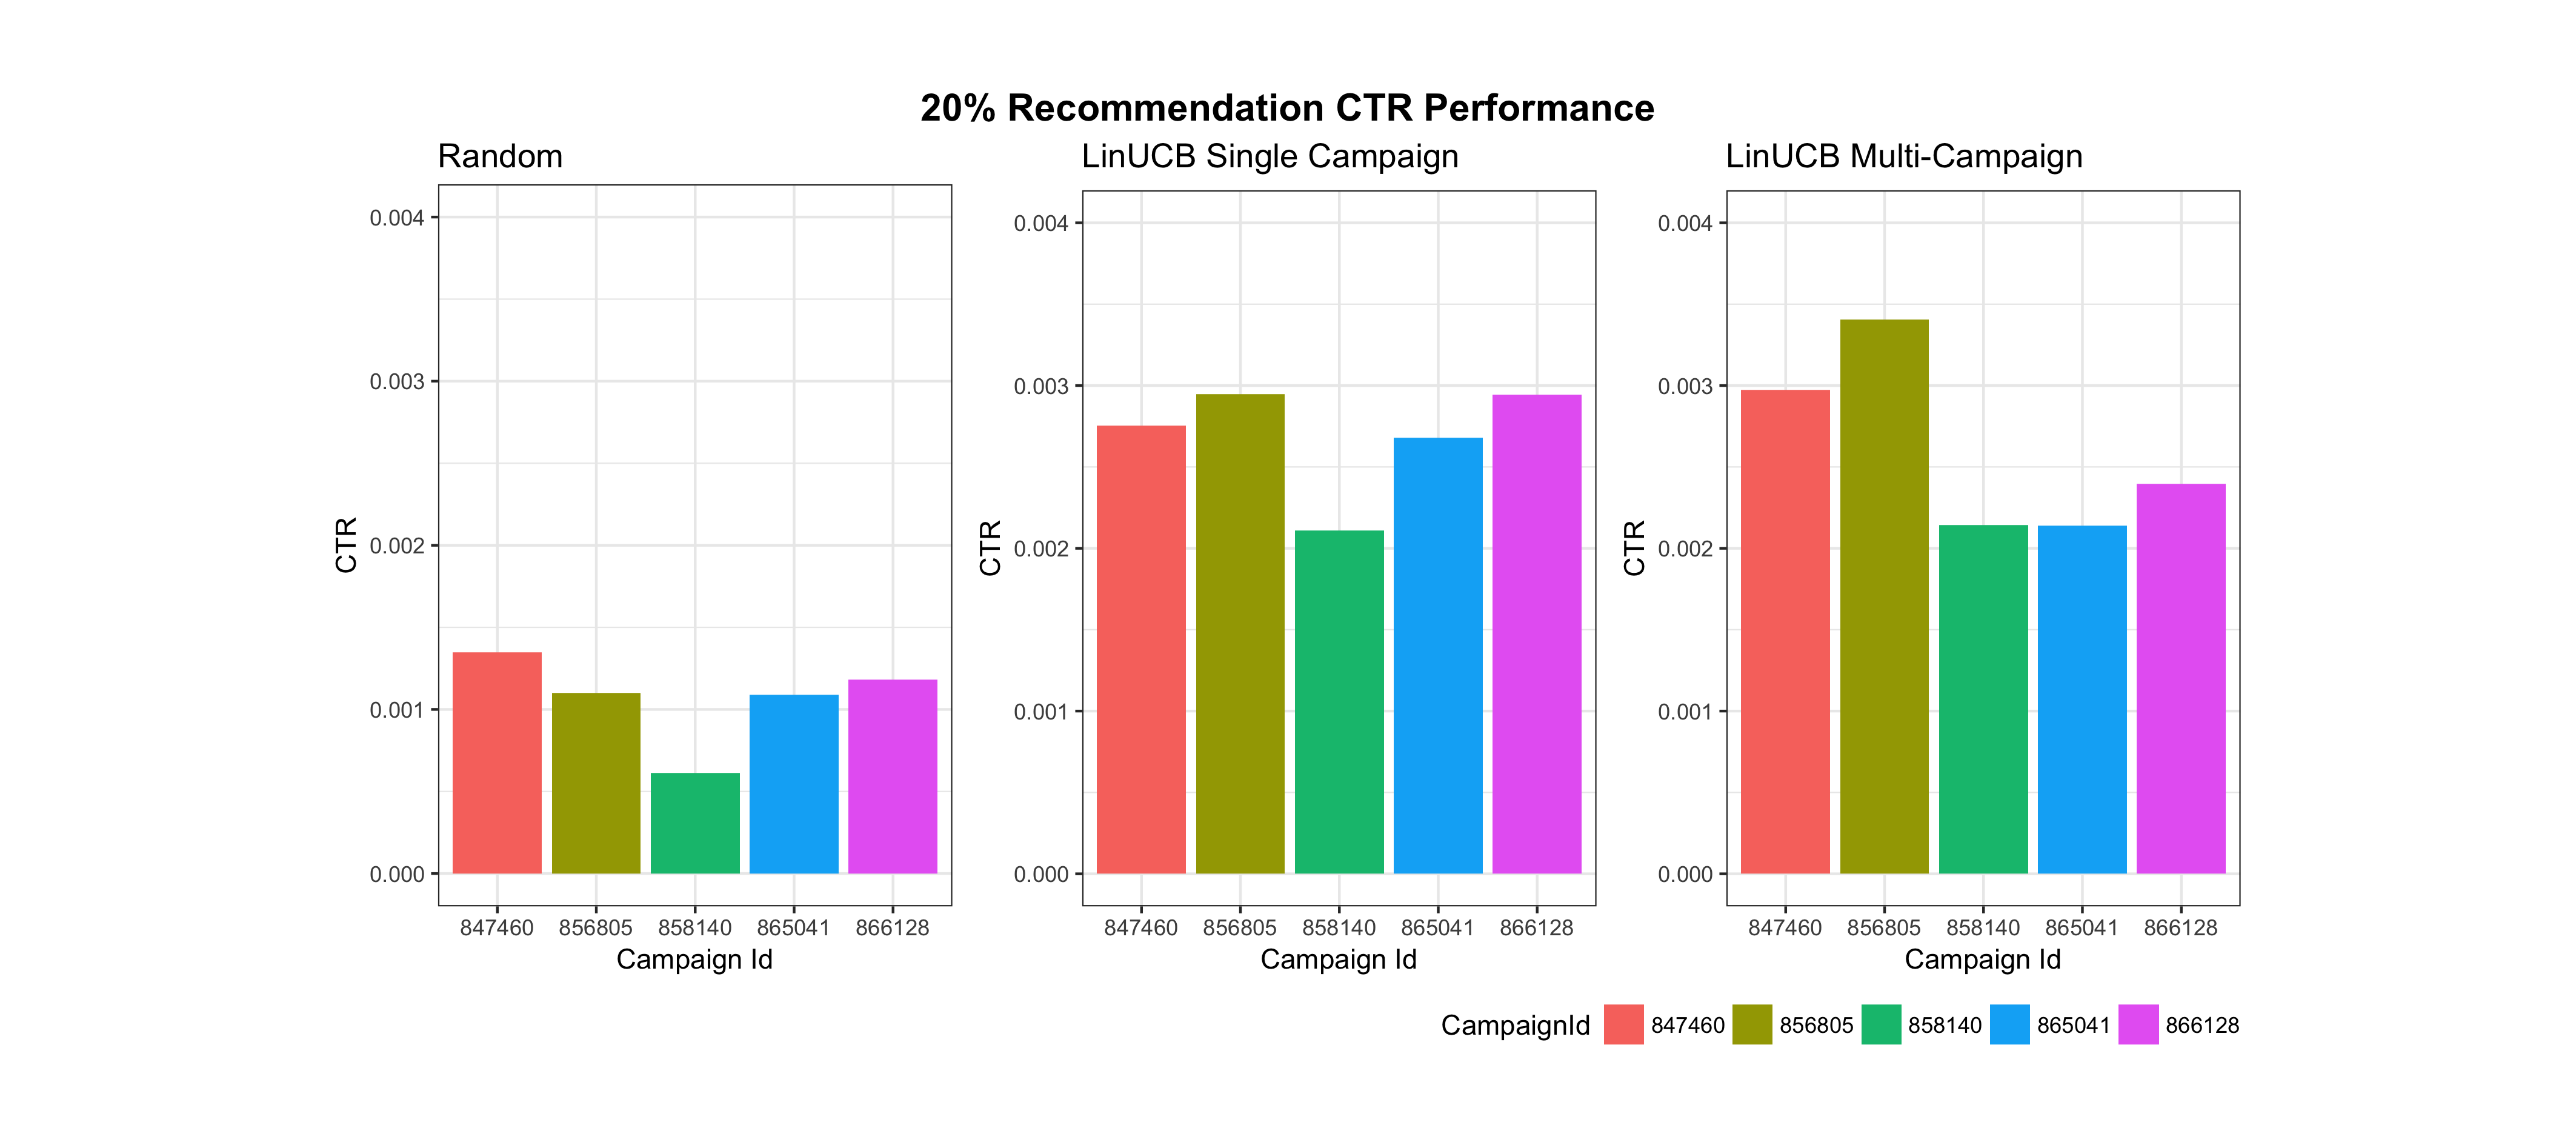 20% Recommendation CTR Performance
Random
0.004
0.003
0.002
0.001
0.000
CTR
847460 856805 858140 865041 866128
Campaign Id
LinUCB Single Campaign
0.004
0.003
0.002
0.001
0.000
CTR
847460 856805 858140 865041 866128
Campaign Id
LinUCB Multi-Campaign
0.004
0.003
0.002
0.001
0.000
CTR
847460 856805 858140 865041 866128
Campaign Id
CampaignId 847460 856805 858140 865041 866128